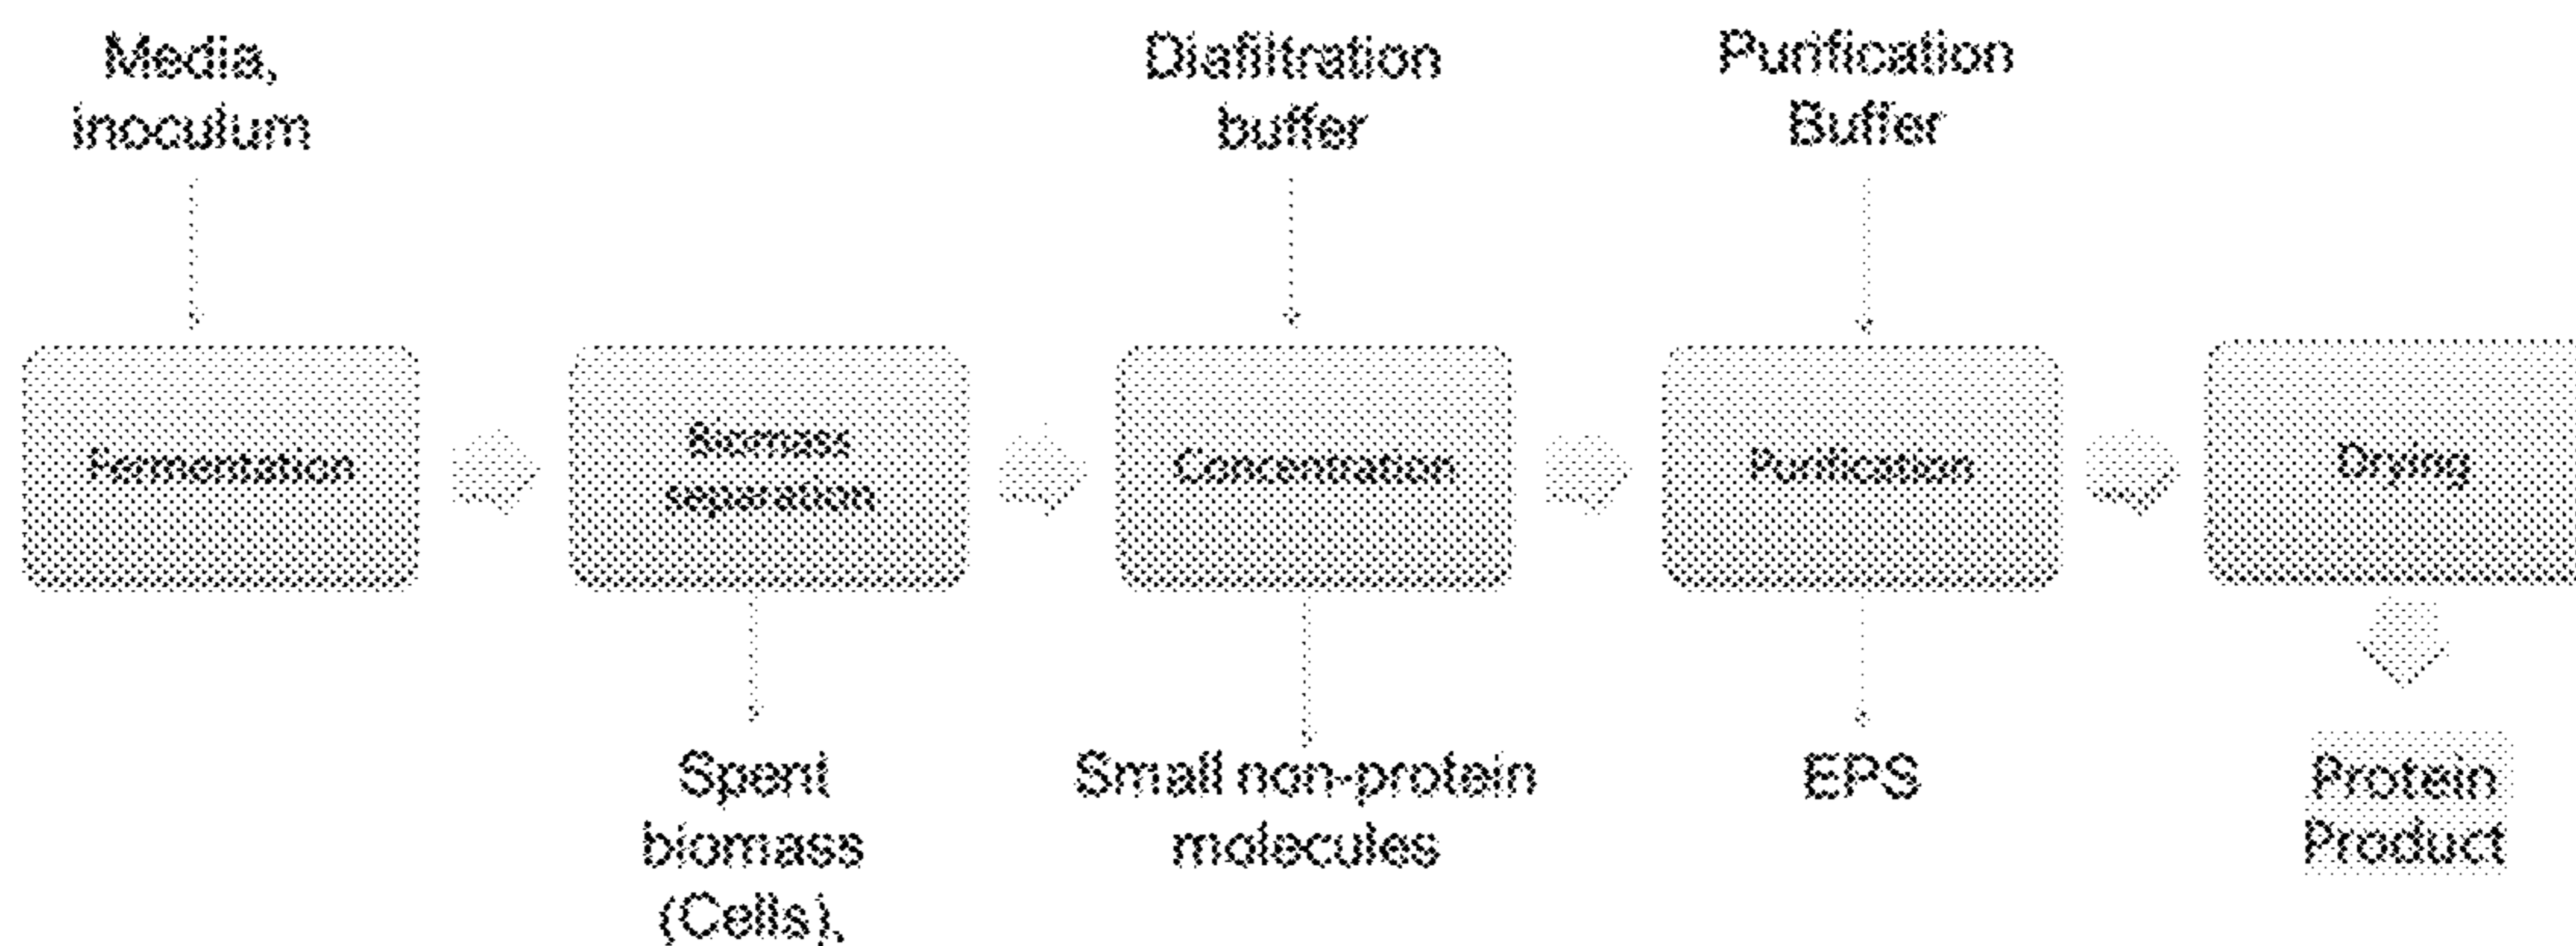 Media,
inoculum
Diafiltration
buffer
Purification
Buffer
Fermentation
Biomass
separation
Concentration
Purification
Drying
Spent
biomass
(Cells),
Small non-protein
molecules
EPS
Protein
Product